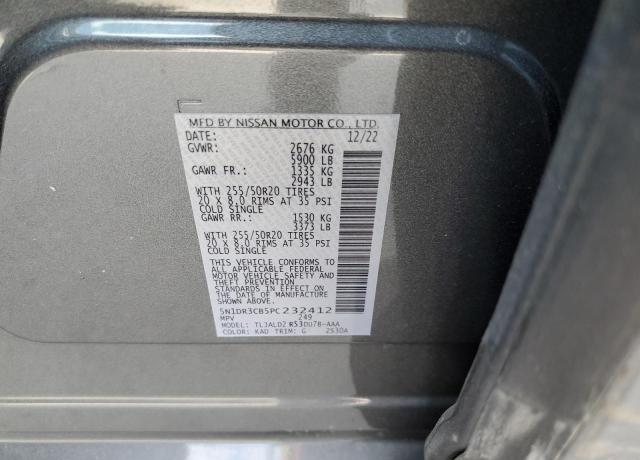 MFD BY NISSAN MOTOR CO., LTD.
DATE: 12/22
GVWR: 2676 KG
5900 LB
GAWR FR.: 1335 KG
2943 LB
WITH 255/50R20 TIRES
20 X 8.0 RIMS AT 35 PSI
COLD SINGLE
GAWR RR.: 1530 KG
3373 LB
WITH 255/50R20 TIRES
20 X 8.0 RIMS AT 35 PSI
COLD SINGLE
THIS VEHICLE CONFORMS TO
ALL APPLICABLE FEDERAL
MOTOR VEHICLE SAFETY AND
THEFT PREVENTION
STANDARDS IN EFFECT ON
THE DATE OF MANUFACTURE
5N1DR3CB5PC232412
MPV 249
MODEL: TL3ALDZ R53DU7B-AAA
COLOR: KAD TRIM: G 2530A